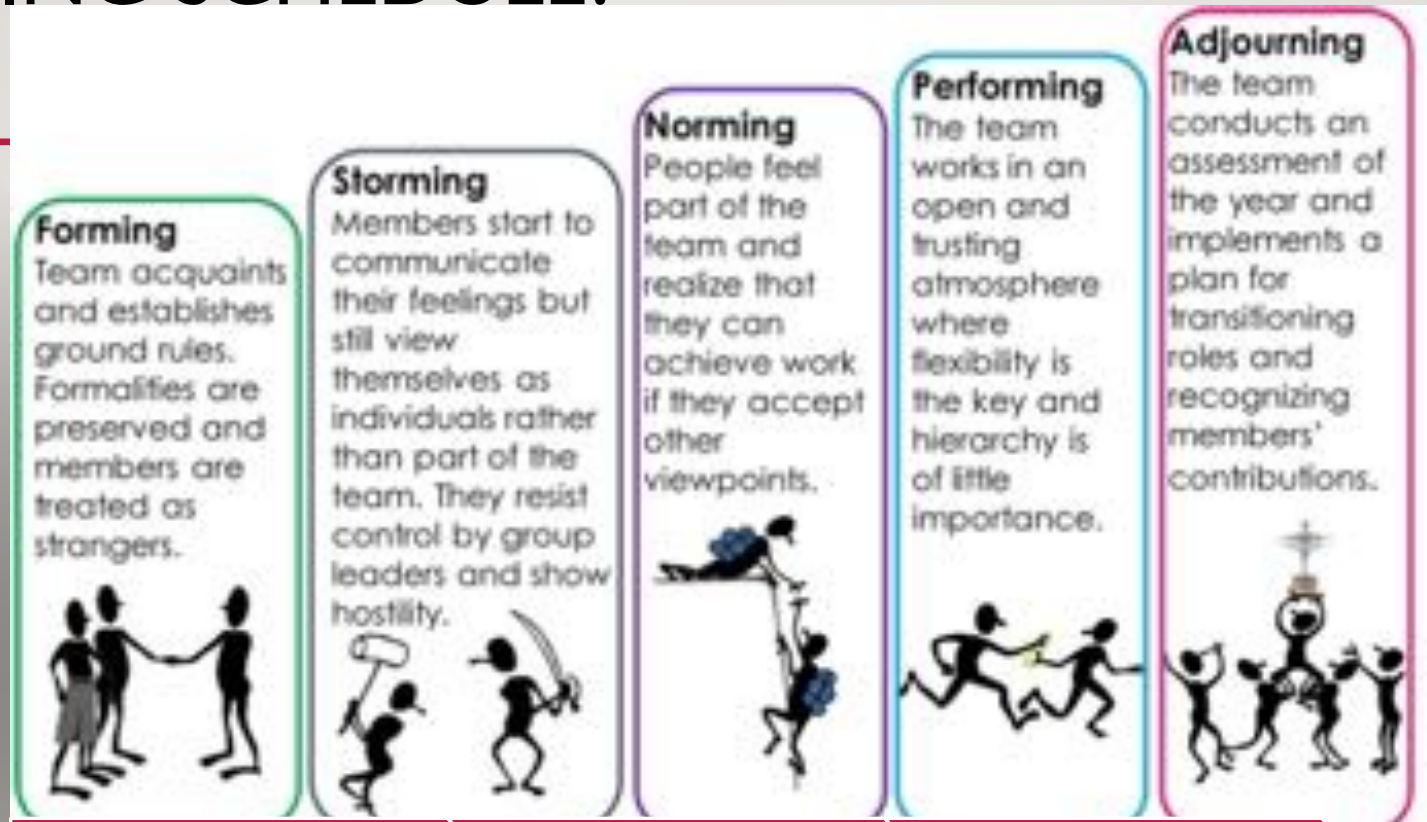 Forming
Team acquaints
and establishes
ground rules.
Formalities are
preserved and
members are
treated as
strangers.
Storming
Members start to
communicate
their feelings but
still view
themselves as
individuals rather
than part of the
team. They resist
control by group
leaders and show
hostility.
Norming
People feel
part of the
team and
realize that
they can
achieve work
if they accept
other
viewpoints.
Performing
The team
works in an
open and
trusting
atmosphere
where
flexibility is
the key and
hierarchy is
of little
importance.
Adjourning
The team
conducts an
assessment of
the year and
implements a
plan for
transitioning
roles and
recognizing
members'
contributions.